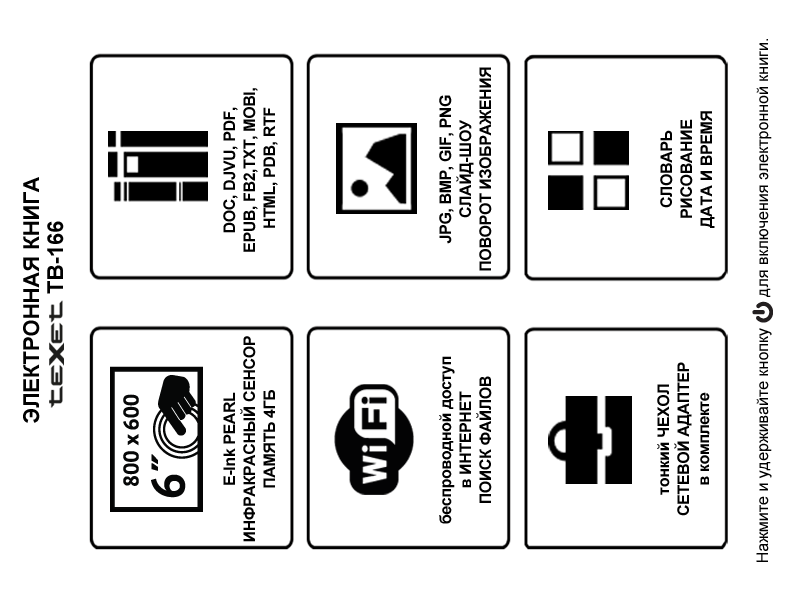 ЭЛЕКТРОННАЯ КНИГА
teXet TB-166
800 x 600
6″
E-Ink PEARL
ИНФРАКРАСНЫЙ СЕНСОР
ПАМЯТЬ 4ГБ
DOC, DJVU, PDF,
EPUB, FB2,TXT, MOBI,
HTML, PDB, RTF
Wi Fi
беспроводной доступ
в ИНТЕРНЕТ
ПОИСК ФАЙЛОВ
JPG, BMP, GIF, PNG
СЛАЙД-ШОУ
ПОВОРОТ ИЗОБРАЖЕНИЯ
тонкий ЧЕХОЛ
СЕТЕВОЙ АДАПТЕР
в комплекте
СЛОВАРЬ
РИСОВАНИЕ
ДАТА И ВРЕМЯ
Нажмите и удерживайте кнопку для включения электронной книги.